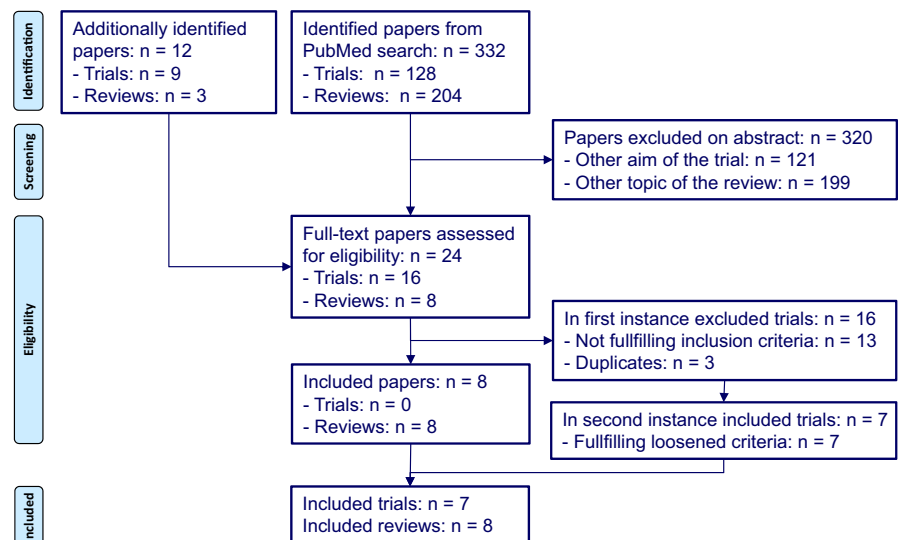 Identification
Additionally identified
papers: n = 12
- Trials: n = 9
- Reviews: n = 3
Identified papers from
PubMed search: n = 332
- Trials: n = 128
- Reviews: n = 204
Screening
Papers excluded on abstract: n = 320
- Other aim of the trial: n = 121
- Other topic of the review: n = 199
Eligibility
Full-text papers assessed
for eligibility: n = 24
- Trials: n = 16
- Reviews: n = 8
In first instance excluded trials: n = 16
- Not fullfilling inclusion criteria: n = 13
- Duplicates: n = 3
Included papers: n = 8
- Trials: n = 0
- Reviews: n = 8
In second instance included trials: n = 7
- Fullfilling loosened criteria: n = 7
ncluded
Included trials: n = 7
Included reviews: n = 8